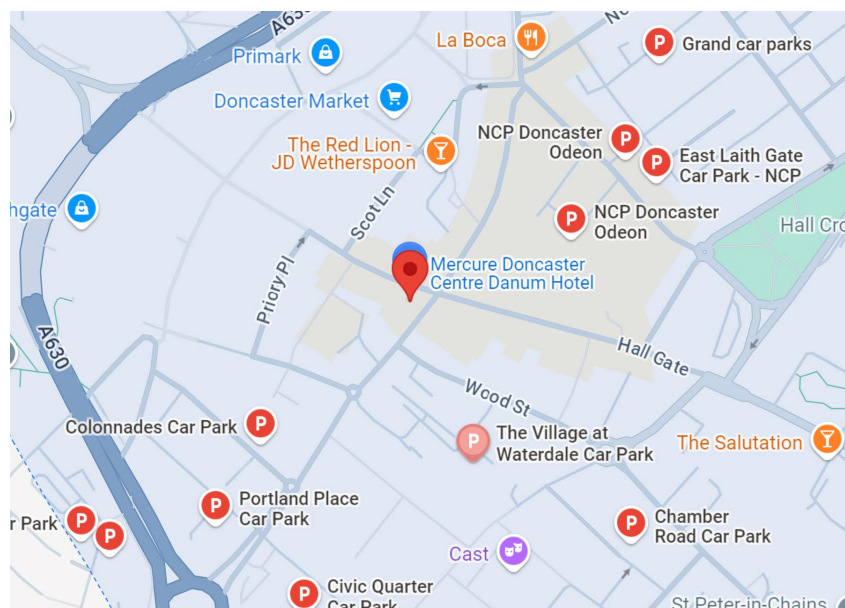 A630
No
La Boca
P
Grand car parks
Primark
Doncaster Market
The Red Lion -
JD Wetherspoon
NCP Doncaster
Odeon
P
P
East Laith Gate
Car Park - NCP
hgate
Scot Ln
P
NCP Doncaster
Odeon
Hall Cro
Priory Pl
Mercure Doncaster
Centre Danum Hotel
A630
Hall Gate
Wood St
Colonnades Car Park
P
P
The Village at
Waterdale Car Park
The Salutation
r Park
P
P
P
Portland Place
Car Park
P
Chamber
Road Car Park
Cast
P
Civic Quarter
Car Park
St Peter-in-Chains